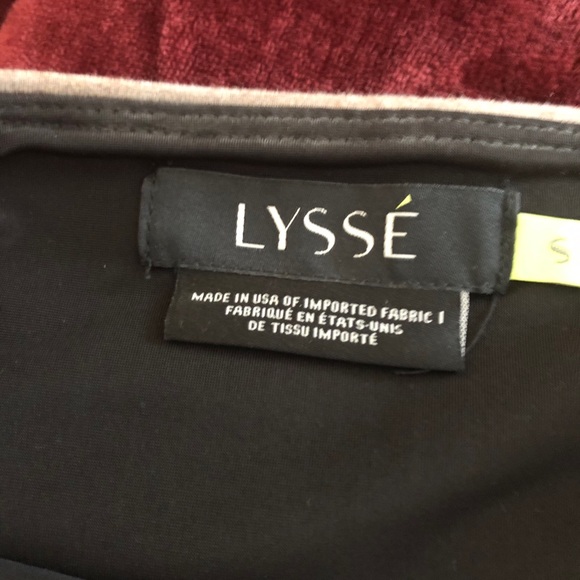 LYSSÉ
S
MADE IN USA OF IMPORTED FABRIC |
FABRIQUÉ EN ÉTATS-UNIS
DE TISSU IMPORTÉ